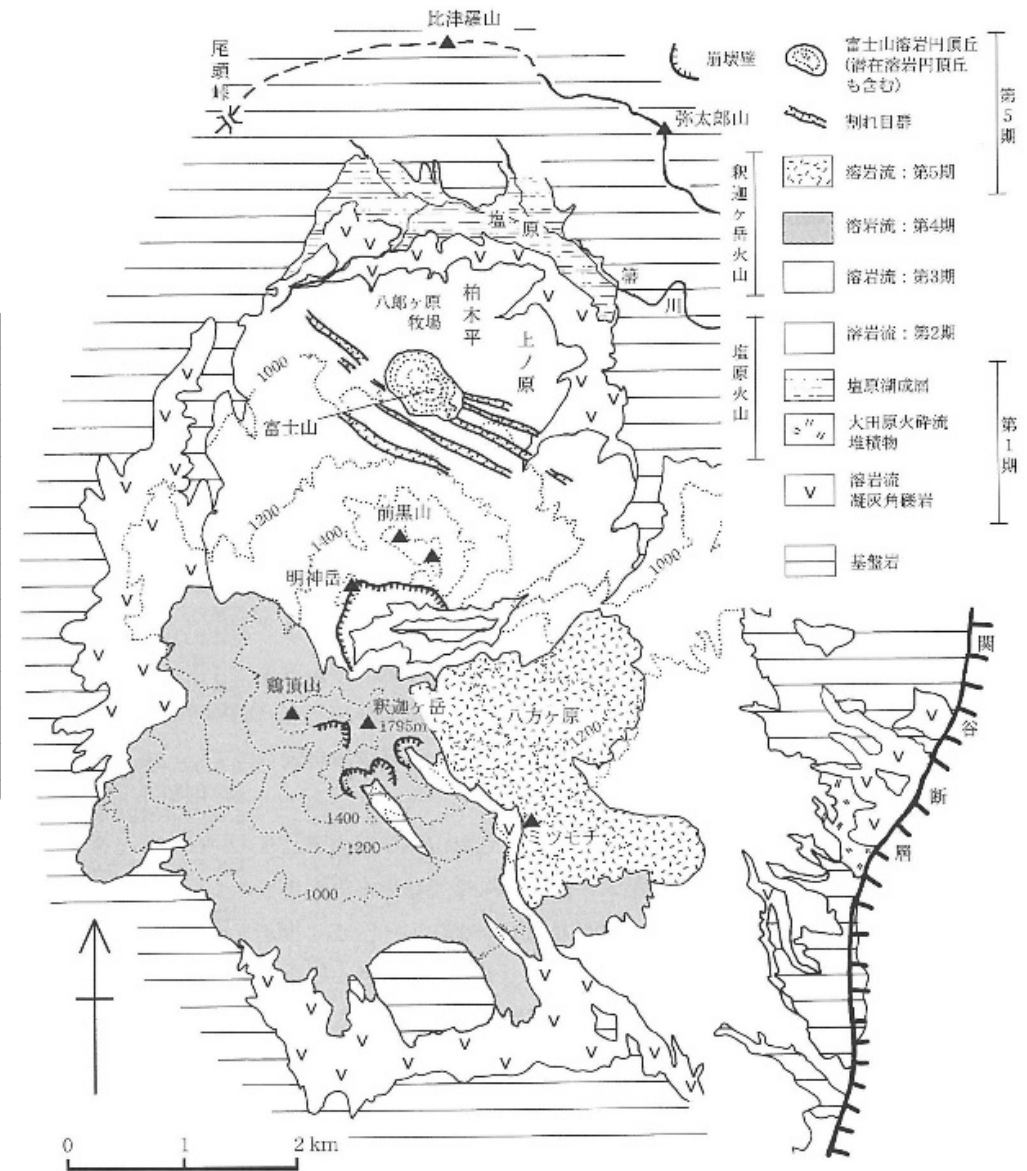 比津羅山
尾頭峠
弥太郎山
崩壊壁
富士山溶岩円頂丘
(潜在溶岩円頂丘
も含む)
割れ目群
第5期
溶岩流：第5期
溶岩流：第4期
溶岩流：第3期
釈迦ヶ岳火山
溶岩流：第2期
塩原湖成層
大田原火砕流
堆積物
溶岩流
凝灰角礫岩
塩原火山
第1期
基盤岩
塩ヶ原
箒川
八郎ヶ原
牧場
柏木平
上ノ原
1000
富士山
1200
1400
前黒山
明神岳
1000
鶏頂山
釈迦ヶ岳
1795m
八方ヶ原
1200
ミツモチ
1400
1200
1000
関谷断層
0 1 2 km